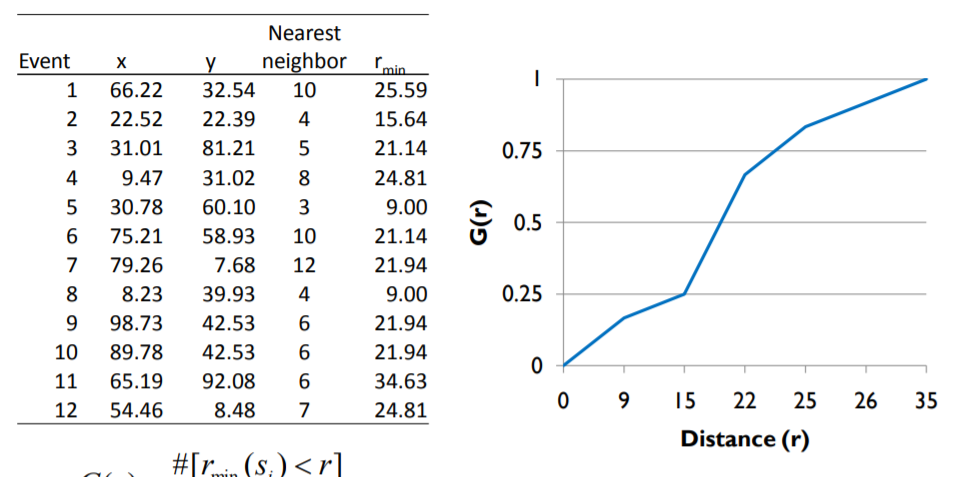 Nearest
Event x y neighbor rmin
1 66.22 32.54 10 25.59
2 22.52 22.39 4 15.64
3 31.01 81.21 5 21.14
4 9.47 31.02 8 24.81
5 30.78 60.10 3 9.00
6 75.21 58.93 10 21.14
7 79.26 7.68 12 21.94
8 8.23 39.93 4 9.00
9 98.73 42.53 6 21.94
10 89.78 42.53 6 21.94
11 65.19 92.08 6 34.63
12 54.46 8.48 7 24.81
#[rmin(si) < r]
1
0.75
0.5
0.25
0
G(r)
0 9 15 22 25 26 35
Distance (r)